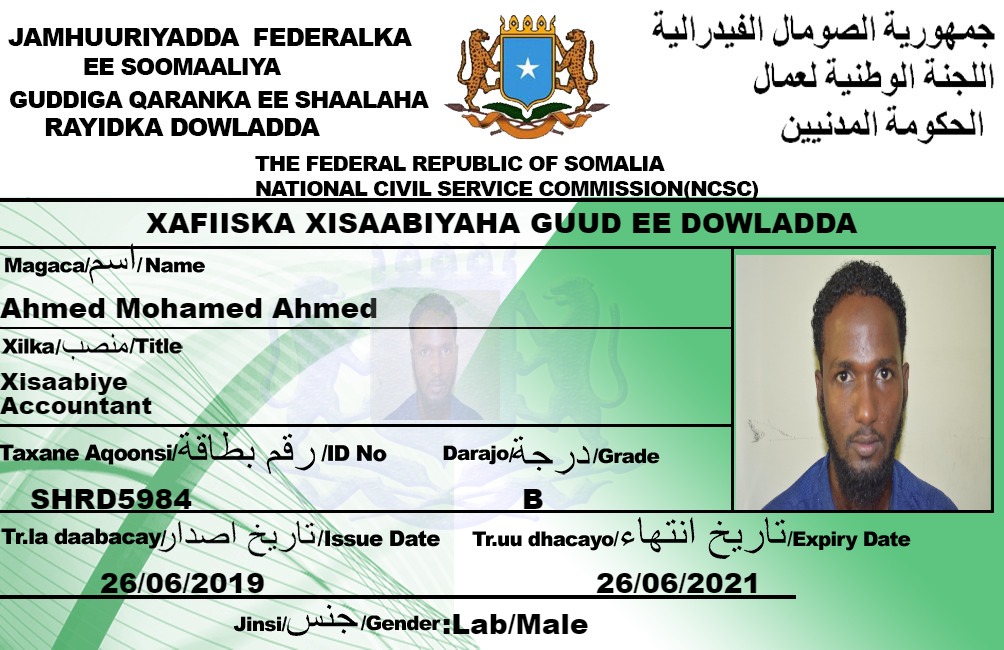 JAMHUURIYADDA FEDERALKA
EE SOOMAALIYA
GUDDIGA QARANKA EE SHAALAHA
RAYIDKA DOWLADDA
جمهورية الصومال الفيدرالية
اللجنة الوطنية لعمال
الحكومة المدنيين
THE FEDERAL REPUBLIC OF SOMALIA
NATIONAL CIVIL SERVICE COMMISSION(NCSC)
XAFIISKA XISAABIYAHA GUUD EE DOWLADDA
Magaca/اسم/Name
Ahmed Mohamed Ahmed
Xilka/منصب/Title
Xisaabiye
Accountant
Taxane Aqoonsi/رقم بطاقة/ID No
Darajo/درجة/Grade
SHRD5984
B
Tr.la daabacay/تاريخ اصدار/Issue Date
Tr.uu dhacayo/تاريخ انتهاء/Expiry Date
26/06/2019
26/06/2021
Jinsi/جنس/Gender:Lab/Male